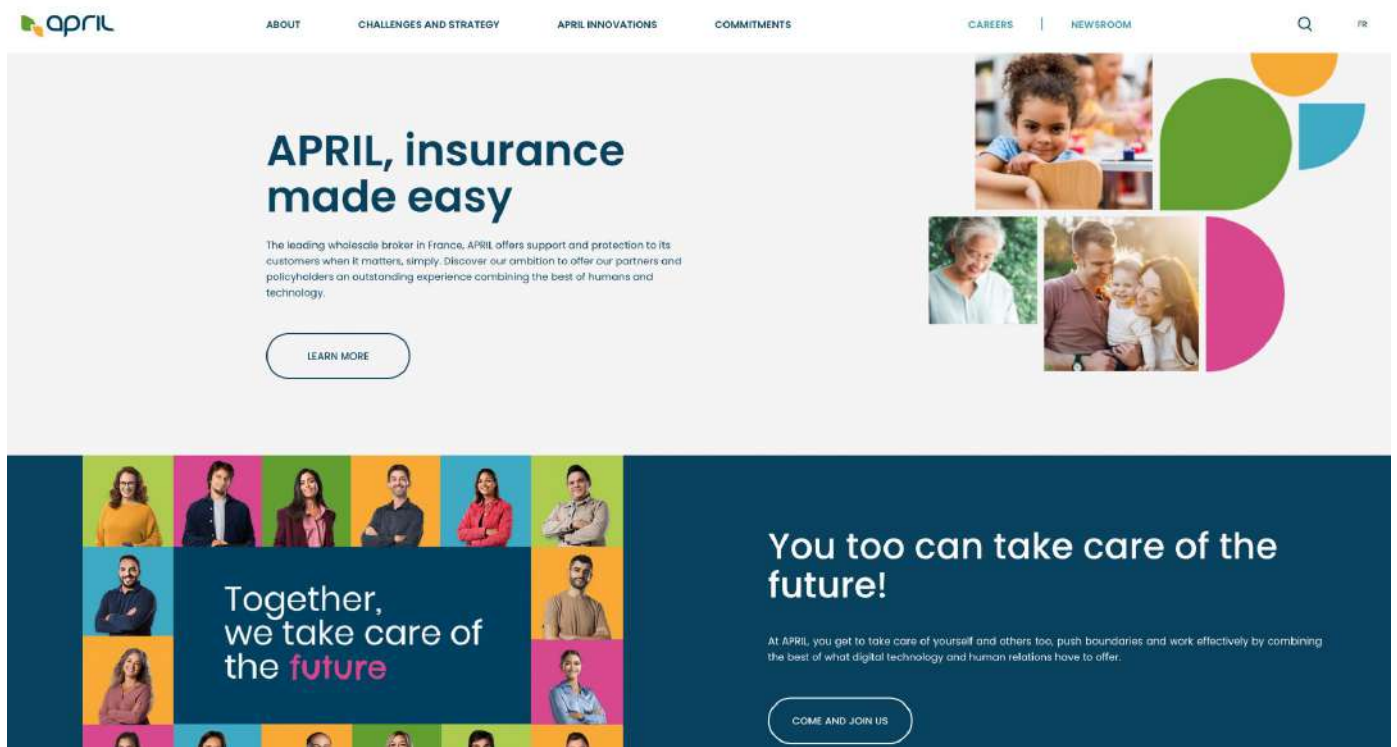 april
ABOUT
CHALLENGES AND STRATEGY
APRIL INNOVATIONS
COMMITMENTS
CAREERS
NEWSROOM
FR
APRIL, insurance
made easy
The leading wholesale broker in France, APRIL offers support and protection to its
customers when it matters, simply. Discover our ambition to offer our partners and
policyholders an outstanding experience combining the best of humans and
technology.
LEARN MORE
Together,
we take care of
the future
You too can take care of the
future!
At APRIL, you get to take care of yourself and others too, push boundaries and work effectively by combining
the best of what digital technology and human relations have to offer.
COME AND JOIN US